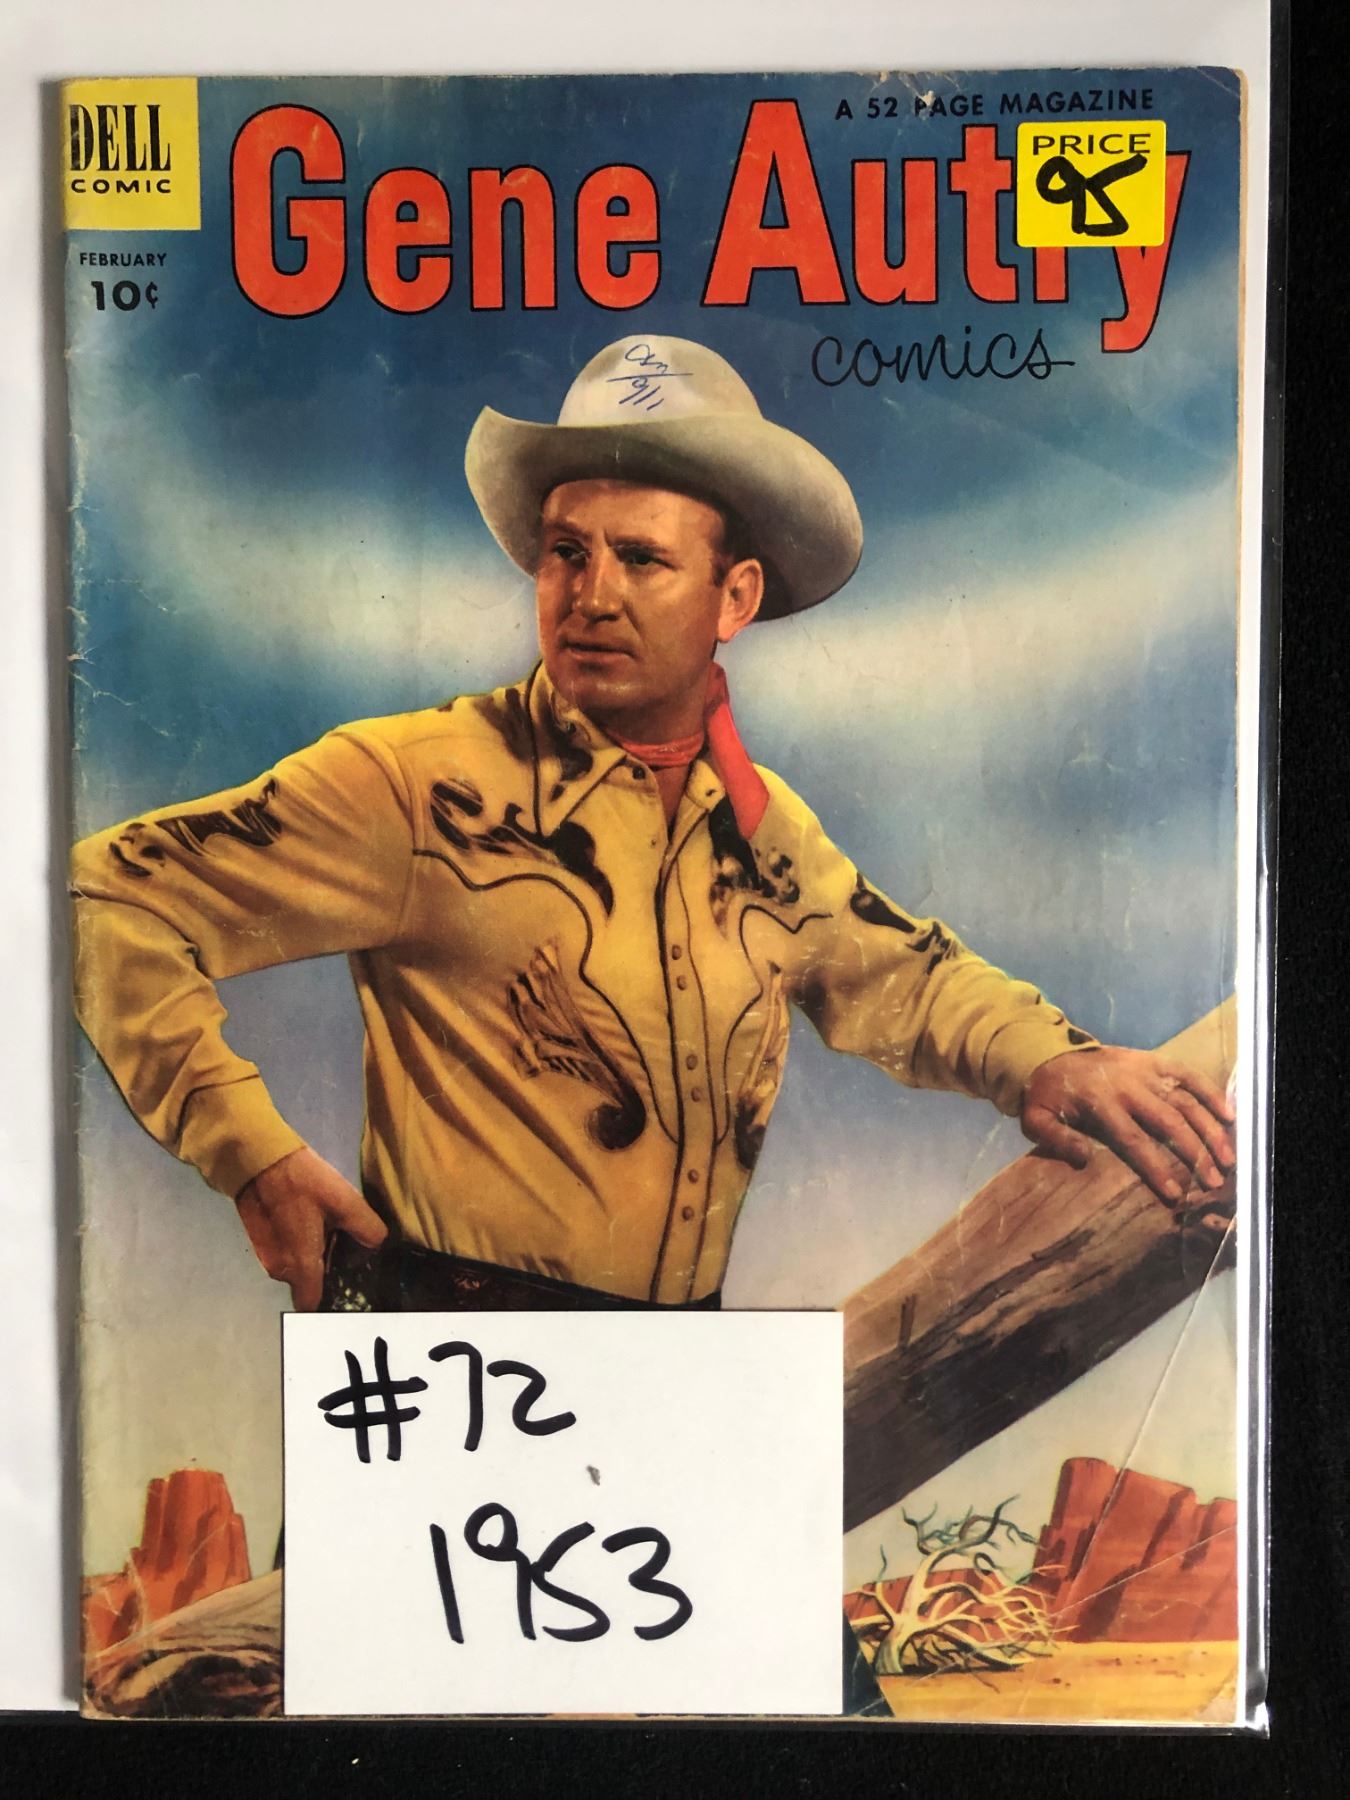 DELL
COMIC
FEBRUARY
10¢
A 52 PAGE MAGAZINE
Gene Autry
comics
PRICE
95
#72
1953